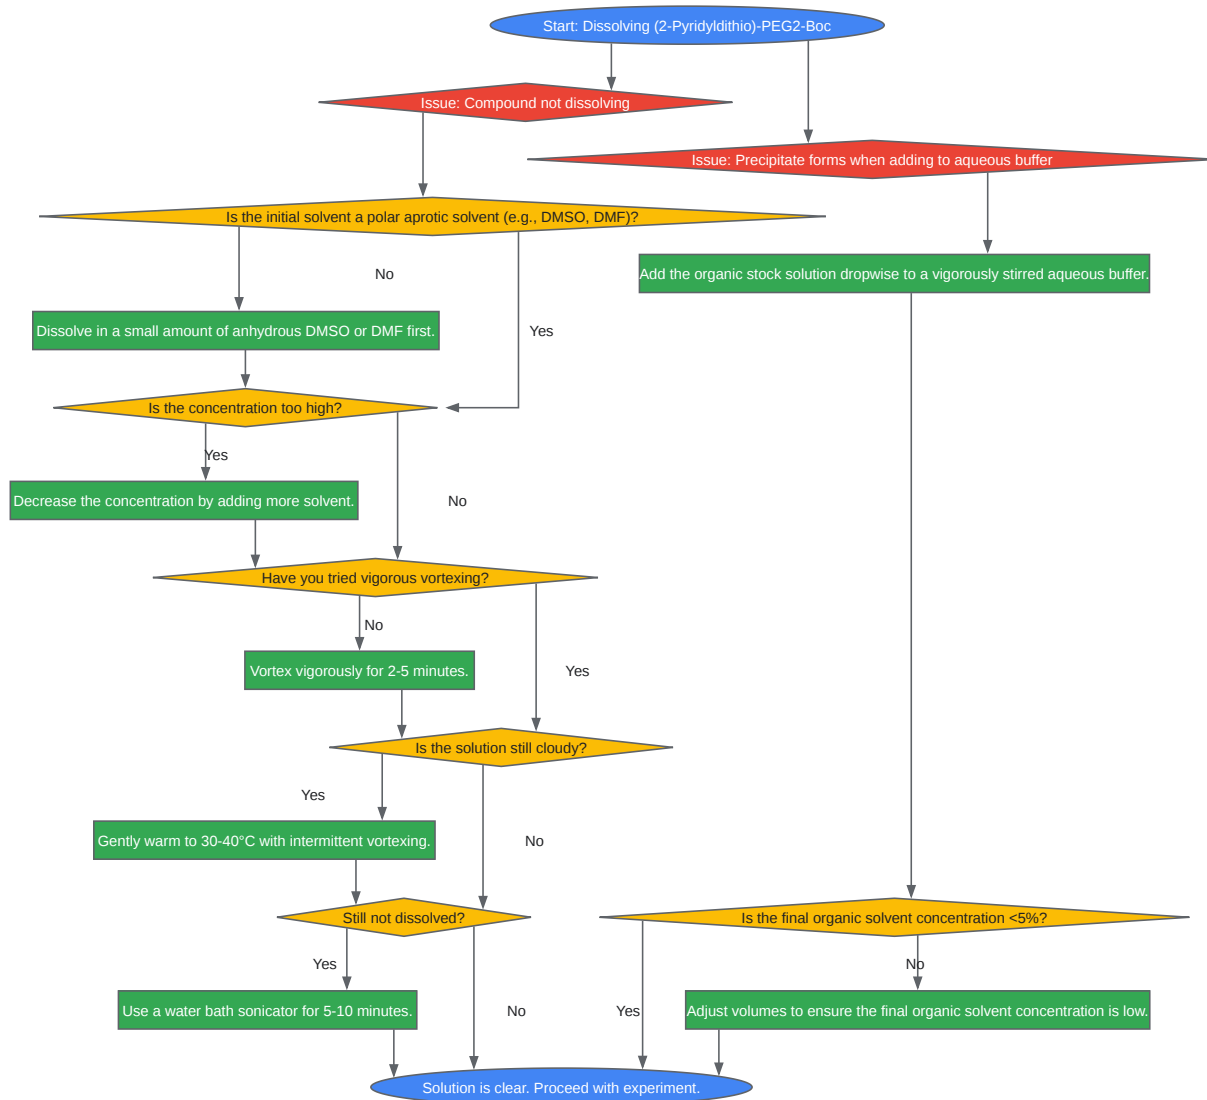 Start: Dissolving (2-Pyridyldithio)-PEG2-Boc
Issue: Compound not dissolving
Issue: Precipitate forms when adding to aqueous buffer
Is the initial solvent a polar aprotic solvent (e.g., DMSO, DMF)?
No
Add the organic stock solution dropwise to a vigorously stirred aqueous buffer.
Dissolve in a small amount of anhydrous DMSO or DMF first.
Yes
Is the concentration too high?
Yes
Decrease the concentration by adding more solvent.
No
Have you tried vigorous vortexing?
No
Vortex vigorously for 2-5 minutes.
Yes
Is the solution still cloudy?
Yes
Gently warm to 30-40°C with intermittent vortexing.
No
Still not dissolved?
Is the final organic solvent concentration <5%?
Yes
No
Use a water bath sonicator for 5-10 minutes.
No
Yes
Adjust volumes to ensure the final organic solvent concentration is low.
Solution is clear. Proceed with experiment.